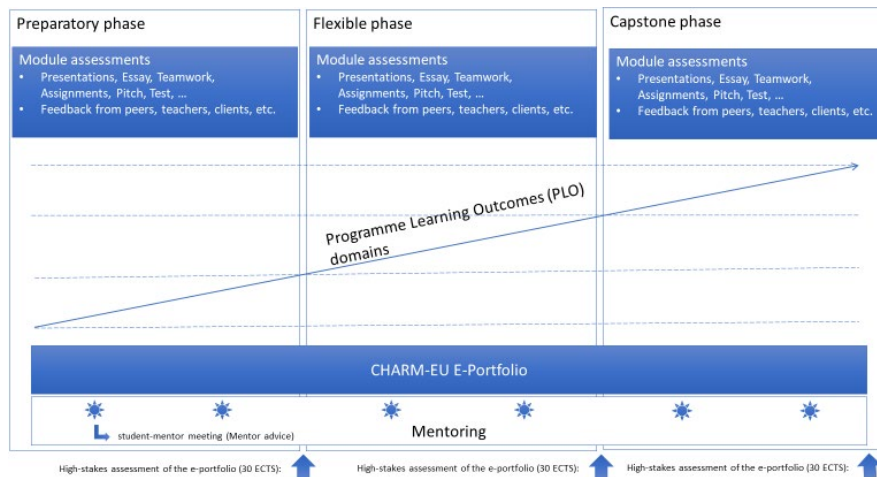 Preparatory phase
Module assessments
• Presentations, Essay, Teamwork,
Assignments, Pitch, Test, ...
• Feedback from peers, teachers, clients, etc.
Flexible phase
Module assessments
• Presentations, Essay, Teamwork,
Assignments, Pitch, Test, ...
• Feedback from peers, teachers, clients, etc.
Capstone phase
Module assessments
• Presentations, Essay, Teamwork,
Assignments, Pitch, Test, ...
• Feedback from peers, teachers, clients, etc.
Programme Learning Outcomes (PLO)
domains
CHARM-EU E-Portfolio
student-mentor meeting (Mentor advice)
Mentoring
High-stakes assessment of the e-portfolio (30 ECTS):
High-stakes assessment of the e-portfolio (30 ECTS):
High-stakes assessment of the e-portfolio (30 ECTS):